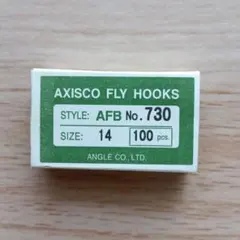 AXISCO FLY HOOKS
STYLE: AFB No. 730
SIZE: 14 100 pcs.
ANGLE CO., LTD.